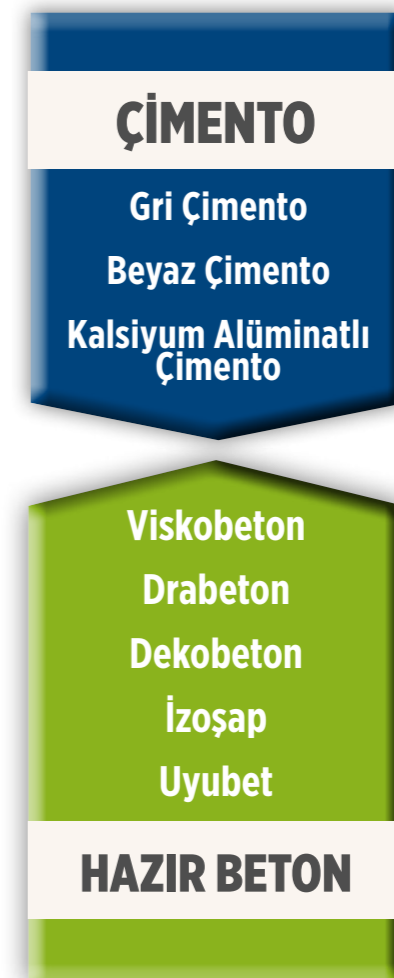 ÇİMENTO
Gri Çimento
Beyaz Çimento
Kalsiyum Alüminatlı
Çimento
Viskobeton
Drabeton
Dekobeton
İzoşap
Uyubet
HAZIR BETON